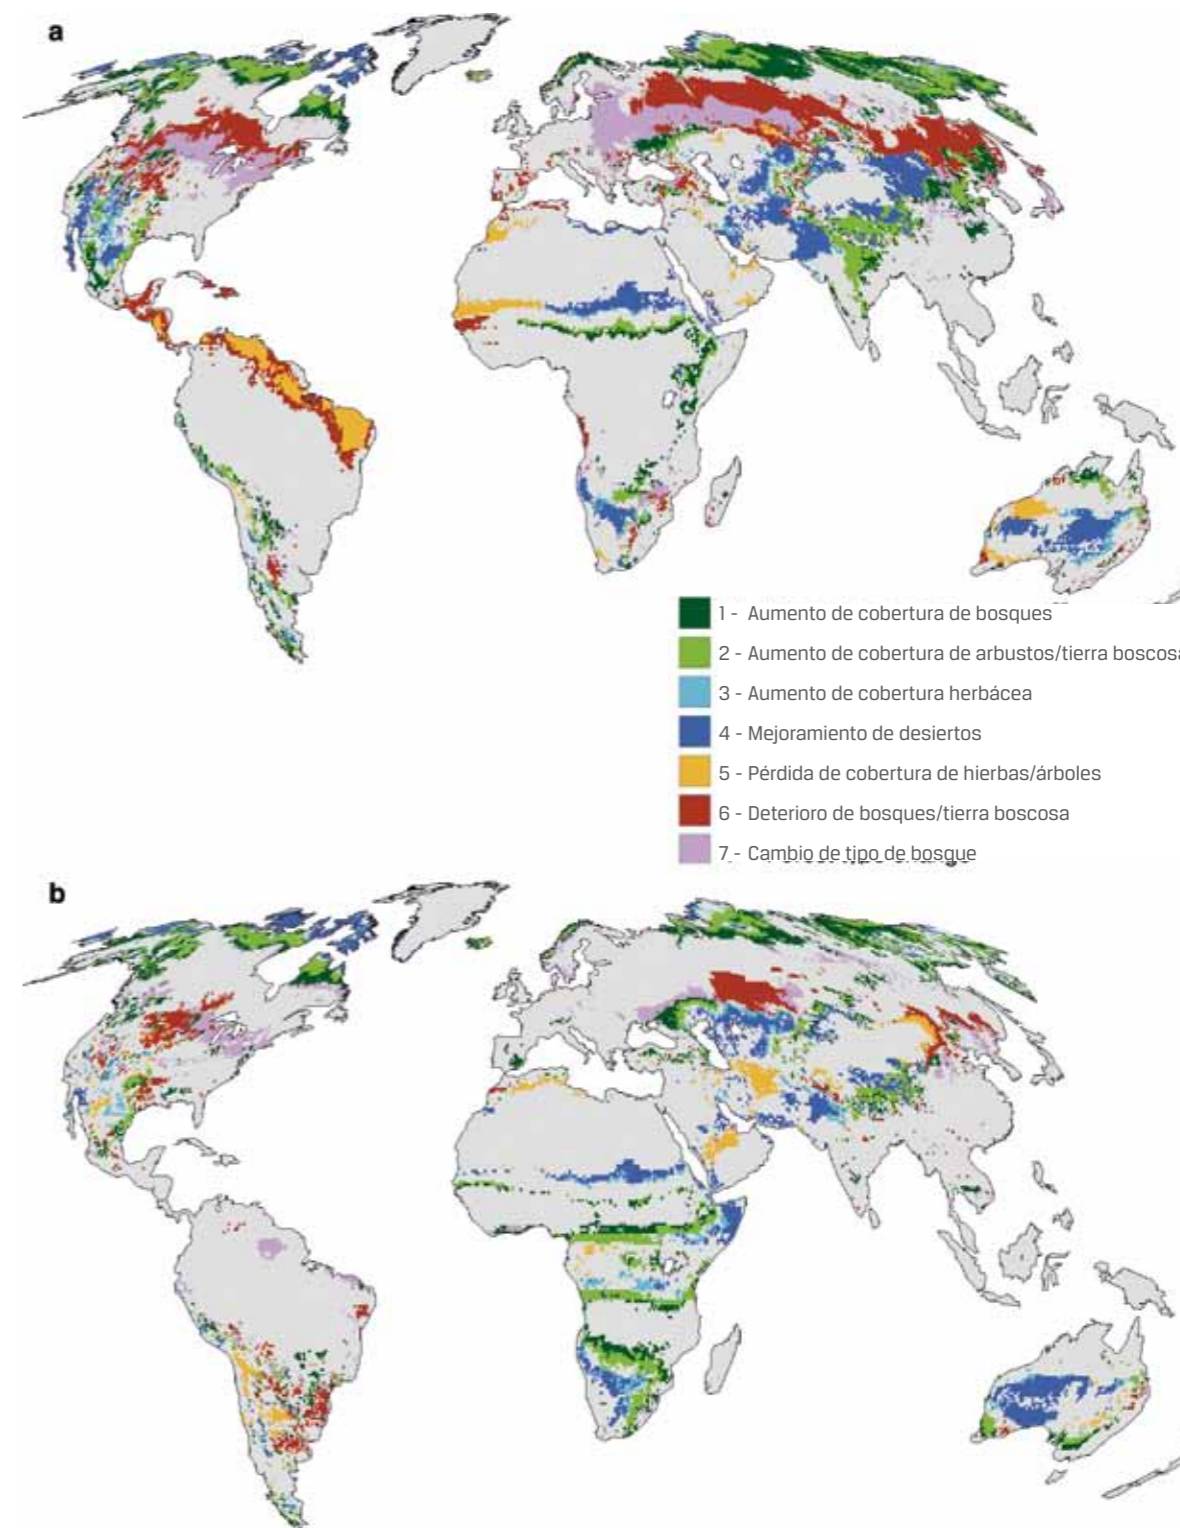 a
1 - Aumento de cobertura de bosques
2 - Aumento de cobertura de arbustos/tierra boscosa
3 - Aumento de cobertura herbácea
4 - Mejoramiento de desiertos
5 - Pérdida de cobertura de hierbas/árboles
6 - Deterioro de bosques/tierra boscosa
7 - Cambio de tipo de bosque
b